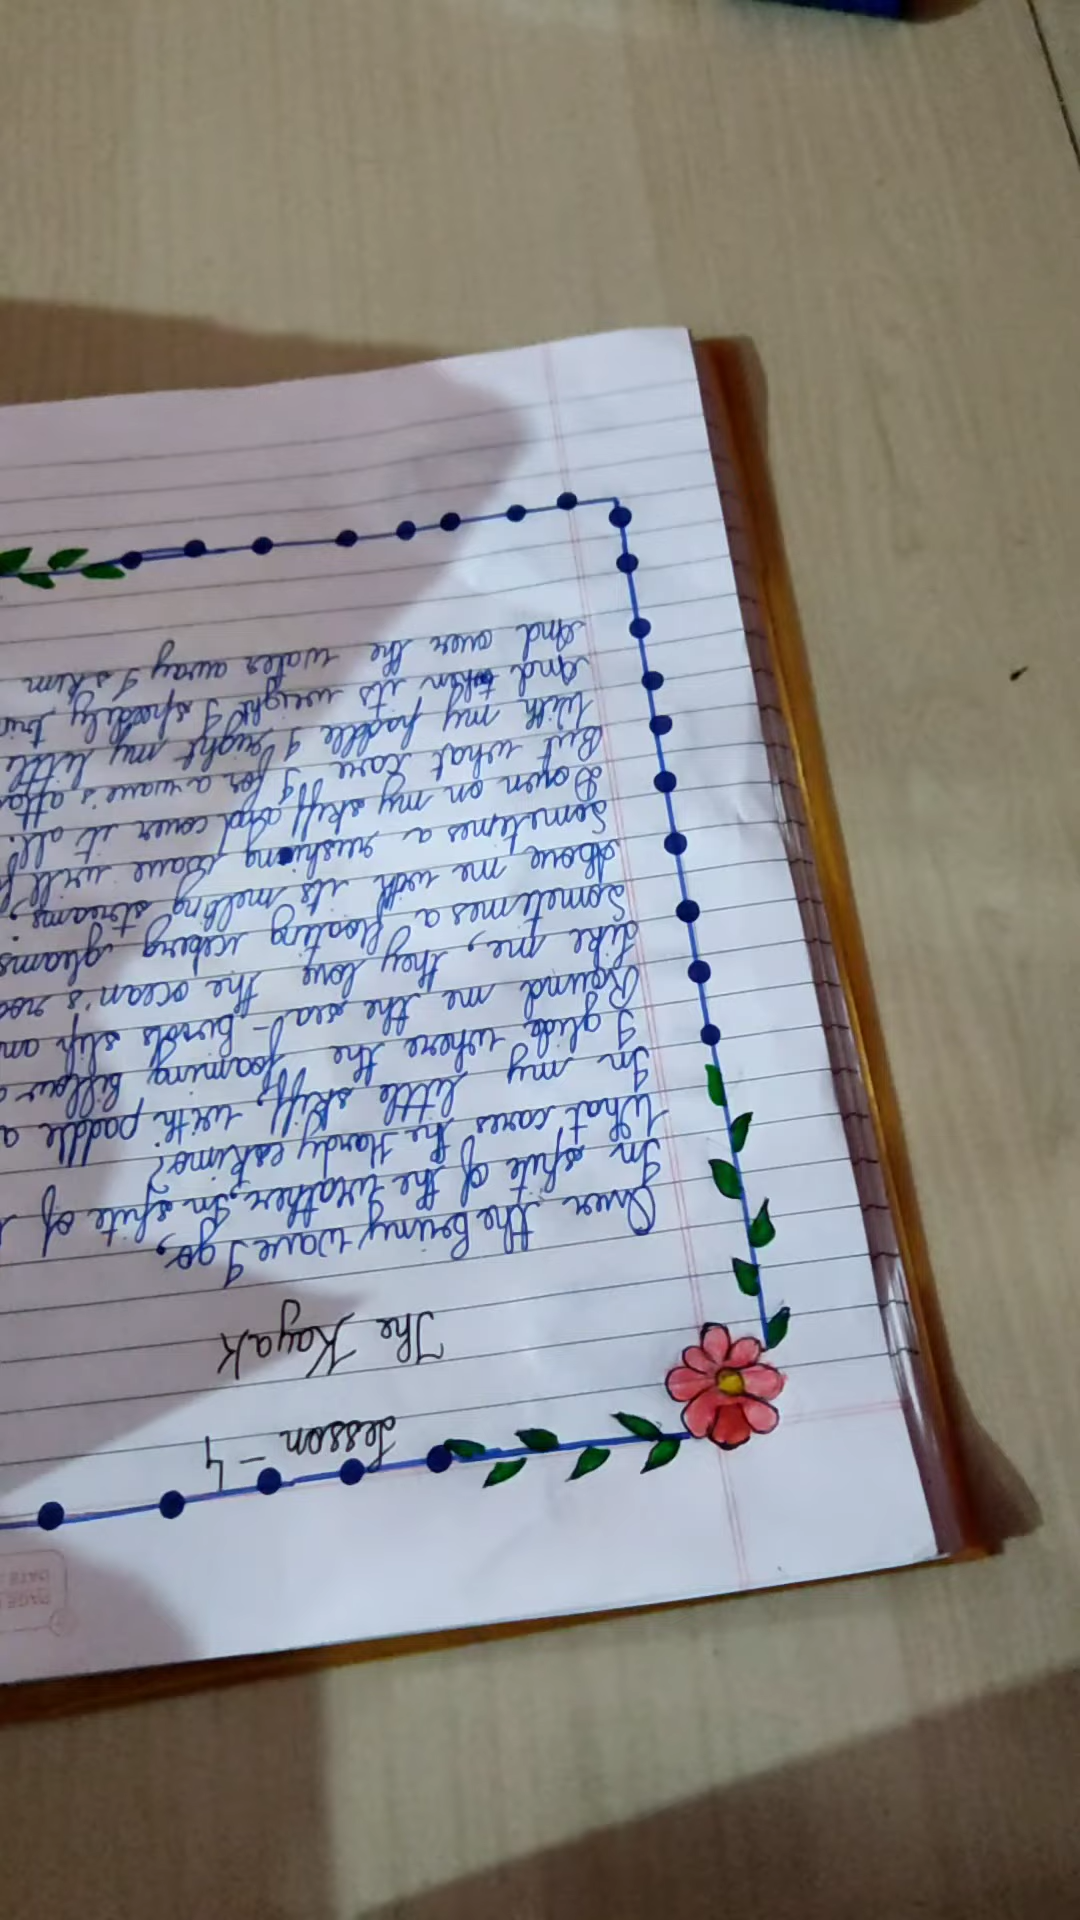 PAGE
DATE
Lesson - 4
The Kayak
Over the briny wave I go,
In spite of the Weather, In spite of
What cares the Hardy eskimo?
In my little skiff, with paddle a
I glide where the foaming billow
Round me the sea-birds slip an
Like me, they love the ocean's
Sometimes a floating iceberg gleams
Above me with its melting streams;
Sometimes a rushing wave will
Down on my skiff and cover it all.
But what care I for a wave's atta
With my paddle I right my little
And then its weight I speedily tri
And over the water away I skim